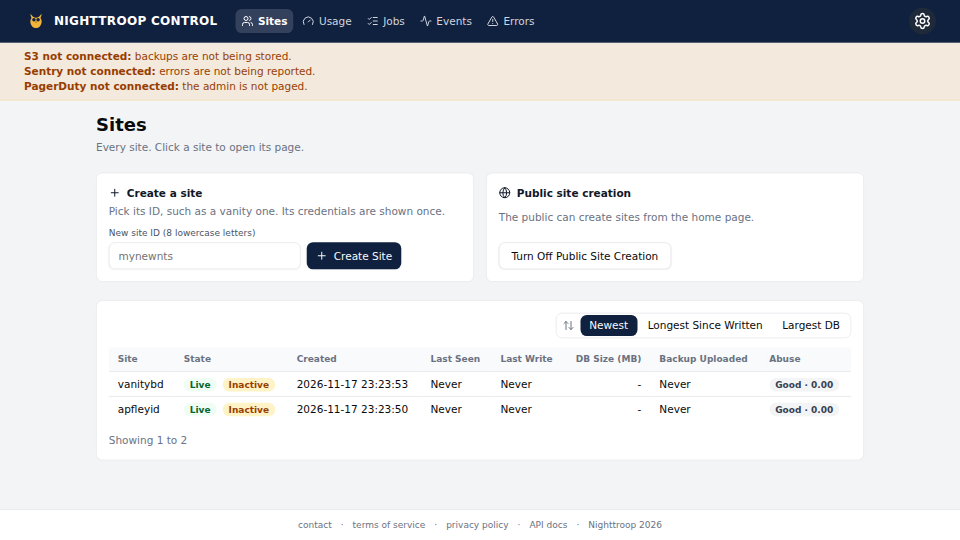 NIGHTTROOP CONTROL Sites Usage Jobs Events Errors
S3 not connected: backups are not being stored.
Sentry not connected: errors are not being reported.
PagerDuty not connected: the admin is not paged.
Sites
Every site. Click a site to open its page.
Create a site
Pick its ID, such as a vanity one. Its credentials are shown once.
New site ID (8 lowercase letters)
mynewnts Create Site
Public site creation
The public can create sites from the home page.
Turn Off Public Site Creation
Newest Longest Since Written Largest DB
Site State Created Last Seen Last Write DB Size (MB) Backup Uploaded Abuse
vanitybd Live Inactive 2026-11-17 23:23:53 Never Never - Never Good · 0.00
apfleyid Live Inactive 2026-11-17 23:23:50 Never Never - Never Good · 0.00
Showing 1 to 2
contact · terms of service · privacy policy · API docs · Nighttroop 2026